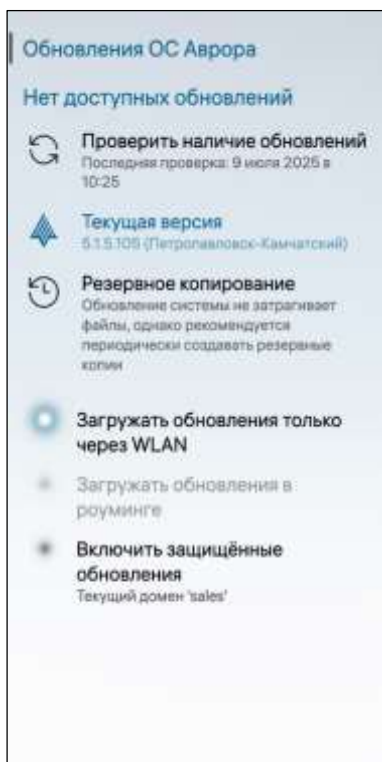 Обновления ОС Аврора
Нет доступных обновлений
Проверить наличие обновлений
Последняя проверка: 9 июля 2025 в
10:25
Текущая версия
5.1.5.105 (Петропавловск-Камчатский)
Резервное копирование
Обновление системы не затрагивает
файлы, однако рекомендуется
периодически создавать резервные
копии
Загружать обновления только
через WLAN
Загружать обновления в
роуминге
Включить защищённые
обновления
Текущий домен 'sales'